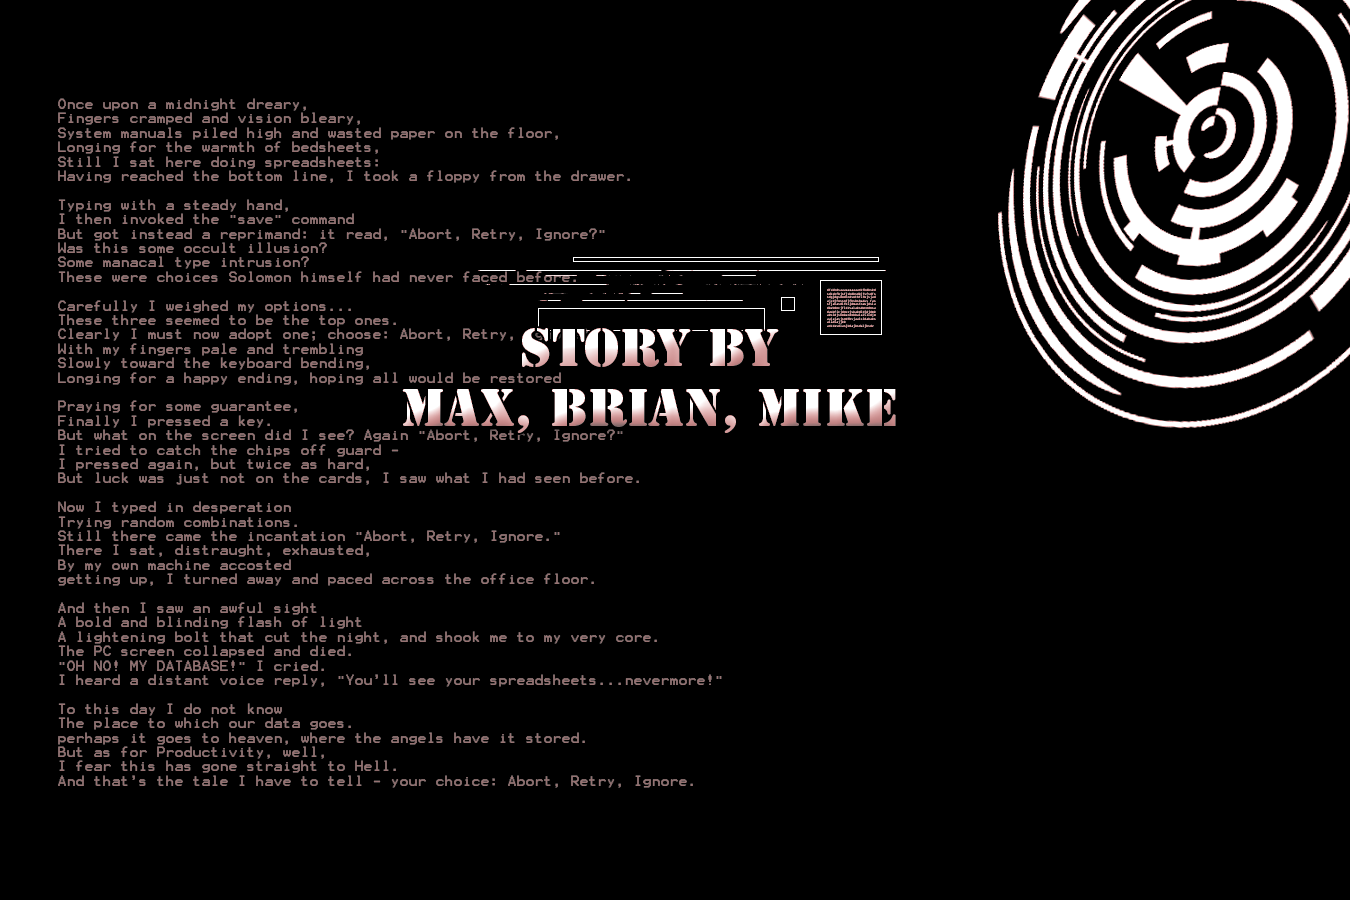 Once upon a midnight dreary,
Fingers cramped and vision bleary,
System manuals piled high and wasted paper on the floor,
Longing for the warmth of bedsheets,
Still I sat here doing spreadsheets:
Having reached the bottom line, I took a floppy from the drawer.
Typing with a steady hand,
I then invoked the "save" command
But got instead a reprimand: it read, "Abort, Retry, Ignore?"
Was this some occult illusion?
Some manacal type intrusion?
These were choices Solomon himself had never faced before.
Carefully I weighed my options...
These three seemed to be the top ones.
Clearly I must now adopt one; choose: Abort, Retry,
With my fingers pale and trembling
Slowly toward the keyboard bending,
Longing for a happy ending, hoping all would be restored
STORY BY
MAX, BRIAN, MIKE
Praying for some guarantee,
Finally I pressed a key.
But what on the screen did I see? Again "Abort, Retry, Ignore?"
I tried to catch the chips off guard -
I pressed again, but twice as hard,
But luck was just not on the cards, I saw what I had seen before.
Now I typed in desperation
Trying random combinations.
Still there came the incantation "Abort, Retry, Ignore."
There I sat, distraught, exhausted,
By my own machine accosted
getting up, I turned away and paced across the office floor.
And then I saw an awful sight
A bold and blinding flash of light
A lightening bolt that cut the night, and shook me to my very core.
The PC screen collapsed and died.
"OH NO! MY DATABASE!" I cried.
I heard a distant voice reply, "You'll see your spreadsheets...nevermore!"
To this day I do not know
The place to which our data goes.
perhaps it goes to heaven, where the angels have it stored.
But as for Productivity, well,
I fear this has gone straight to Hell.
And that's the tale I have to tell - your choice: Abort, Retry, Ignore.